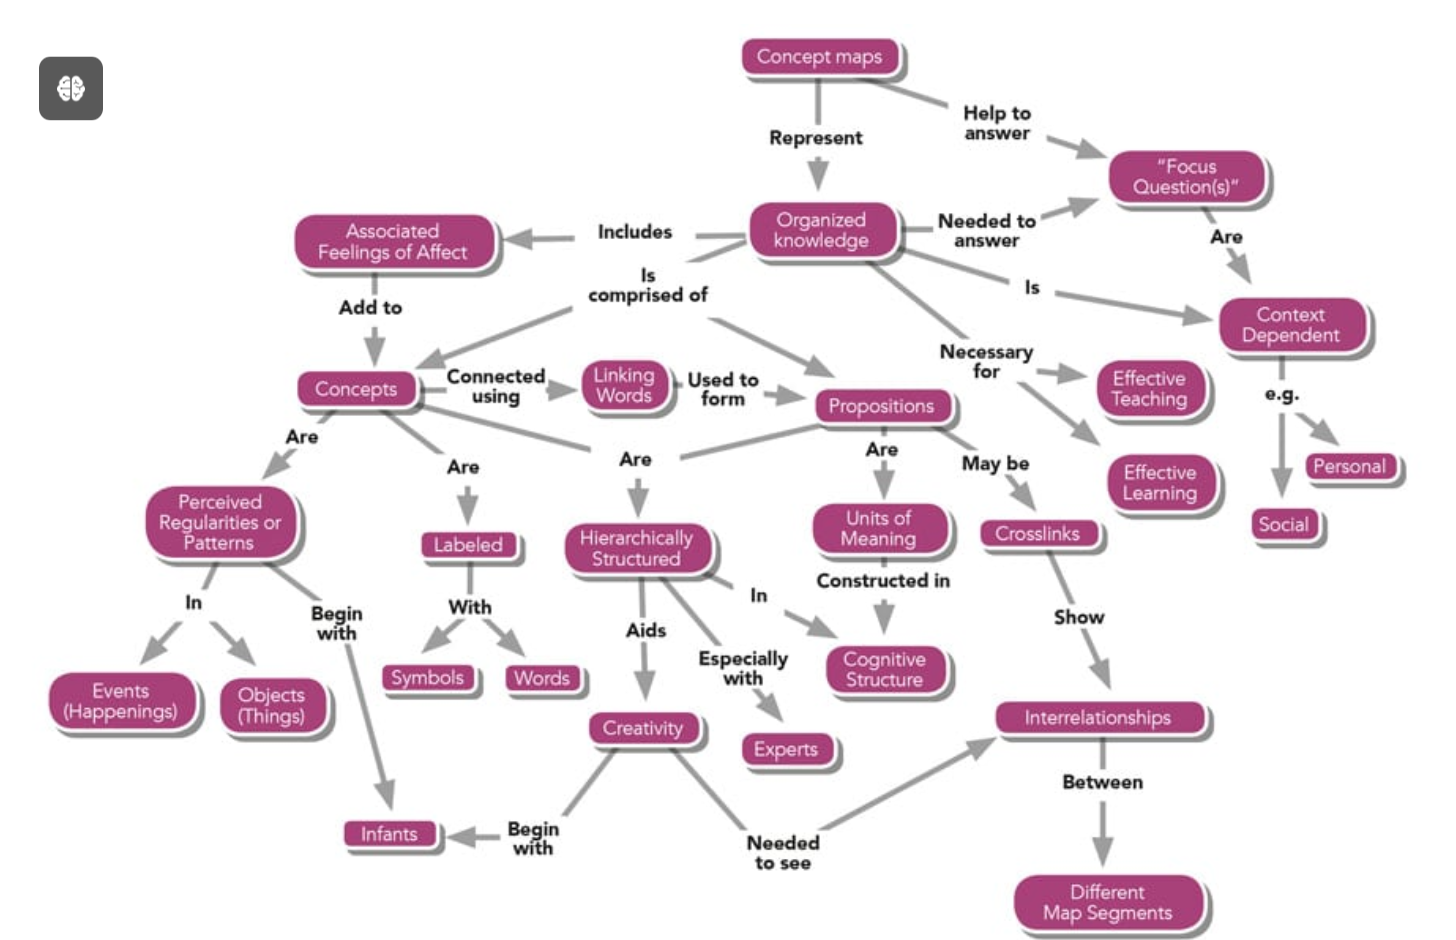 Concept maps
Help to
answer
Represent
"Focus
Question(s)"
Organized
knowledge
Needed to
answer
Includes
Associated
Feelings of Affect
Are
Is
comprised of
Is
Add to
Context
Dependent
Necessary
for
Concepts
Connected
using
Linking
Words
Used to
form
Propositions
Effective
Teaching
e.g.
Are
Are
Are
Are
May be
Personal
Effective
Learning
Perceived
Regularities or
Patterns
Labeled
Hierarchically
Structured
Units of
Meaning
Crosslinks
Social
In
Begin
with
With
Aids
In
Constructed in
Show
Especially
with
Events
(Happenings)
Objects
(Things)
Symbols
Words
Cognitive
Structure
Creativity
Experts
Interrelationships
Between
Infants
Begin
with
Needed
to see
Different
Map Segments